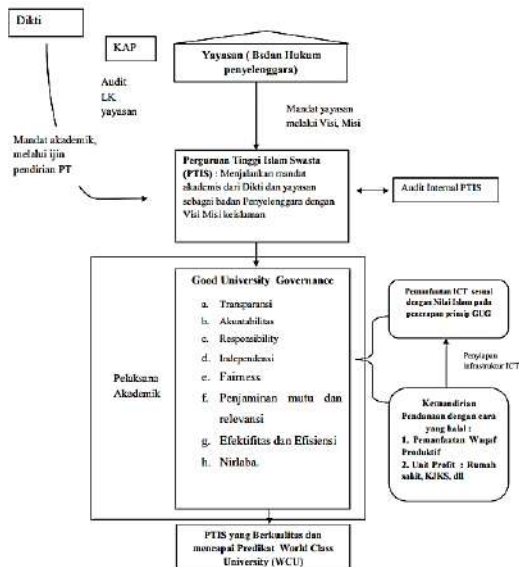 Dikti
KAP
Yayasan ( Bsdan Hukum
penyelenggara)
Audit
LK
yayasan
Mandat yayasan
melalui Visi, Misi
Mandat akademik,
melalui ijin
pendirian PT
Perguruan Tinggi Islam Swasta
(PTIS) : Menjalankan mandat
akademis dari Dikti dan yayasan
sebagai badan Penyelenggara dengan
Visi Misi keislaman
Audit Internal PTIS
Good University Governance
a. Transparansi
b. Akuntabilitas
c. Responsibility
d. Independensi
e. Fairness
f. Penjaminan mutu dan
relevansi
g. Efektifitas dan Efisiensi
h. Nirlaba.
Pelaksana
Akademik
Pemanfaatan ICT sesuai
dengan Nilai Islam pada
penerapan prinsip GUG
Penyiapan
infrastruktur ICT
Kemandirian
Pendanaan dengan cara
yang halal :
1. Pemanfaatan Waqaf
Produktif
2. Unit Profit : Rumah
sakit, KJKS, dll
PTIS yang Berkualitas dan
mencapai Predikat World Class
University (WCU)